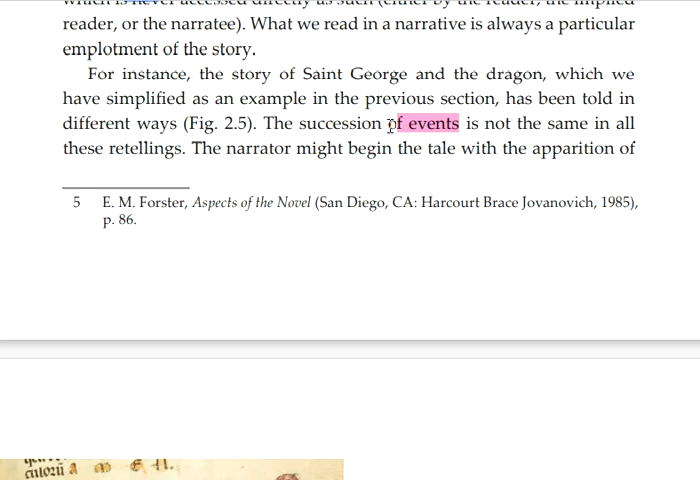 reader, or the narratee). What we read in a narrative is always a particular
emplotment of the story.
For instance, the story of Saint George and the dragon, which we
have simplified as an example in the previous section, has been told in
different ways (Fig. 2.5). The succession of events is not the same in all
these retellings. The narrator might begin the tale with the apparition of
5 E. M. Forster, Aspects of the Novel (San Diego, CA: Harcourt Brace Jovanovich, 1985),
p. 86.